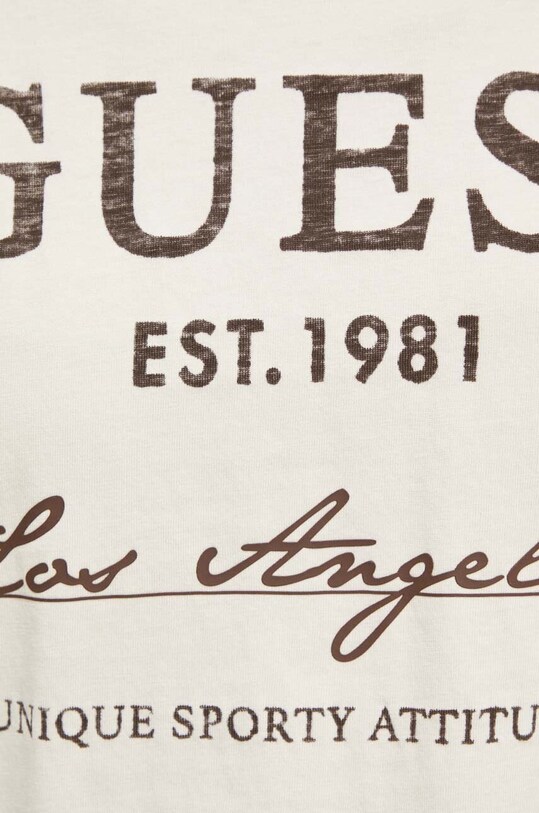 GUES
EST. 1981
Los Angel
UNIQUE SPORTY ATTITU